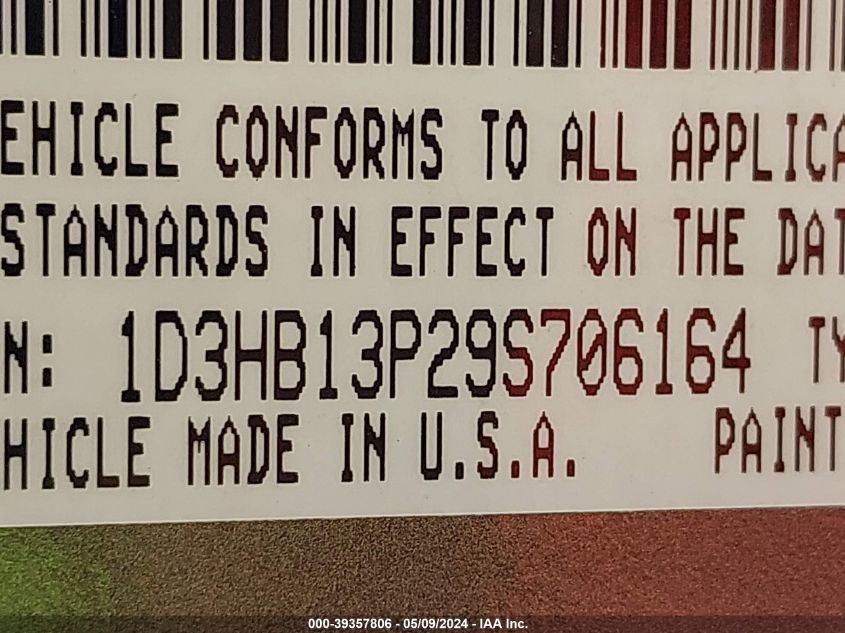 EHICLE CONFORMS TO ALL APPLICA
STANDARDS IN EFFECT ON THE DAT
N: 1D3HB13P29S706164 TY
HICLE MADE IN U.S.A. PAINT
000-39357806 - 05/09/2024 - IAA Inc.